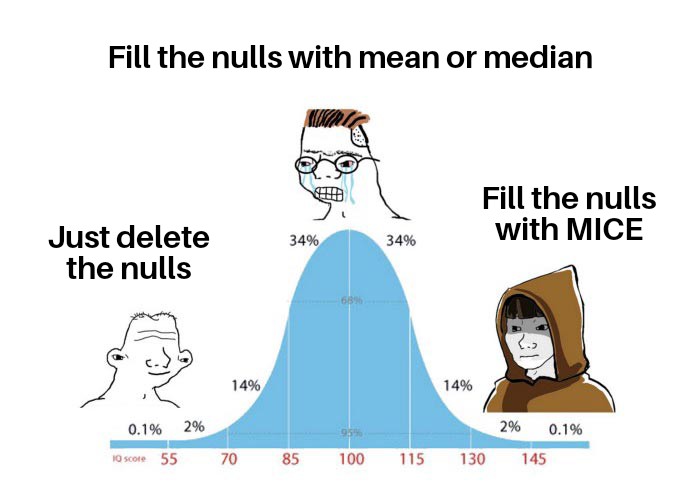 Fill the nulls with mean or median
Fill the nulls
with MICE
Just delete
the nulls
34%
34%
68%
14%
14%
95%
0.1%
2%
2%
0.1%
IQ score
55
70
85
100
115
130
145